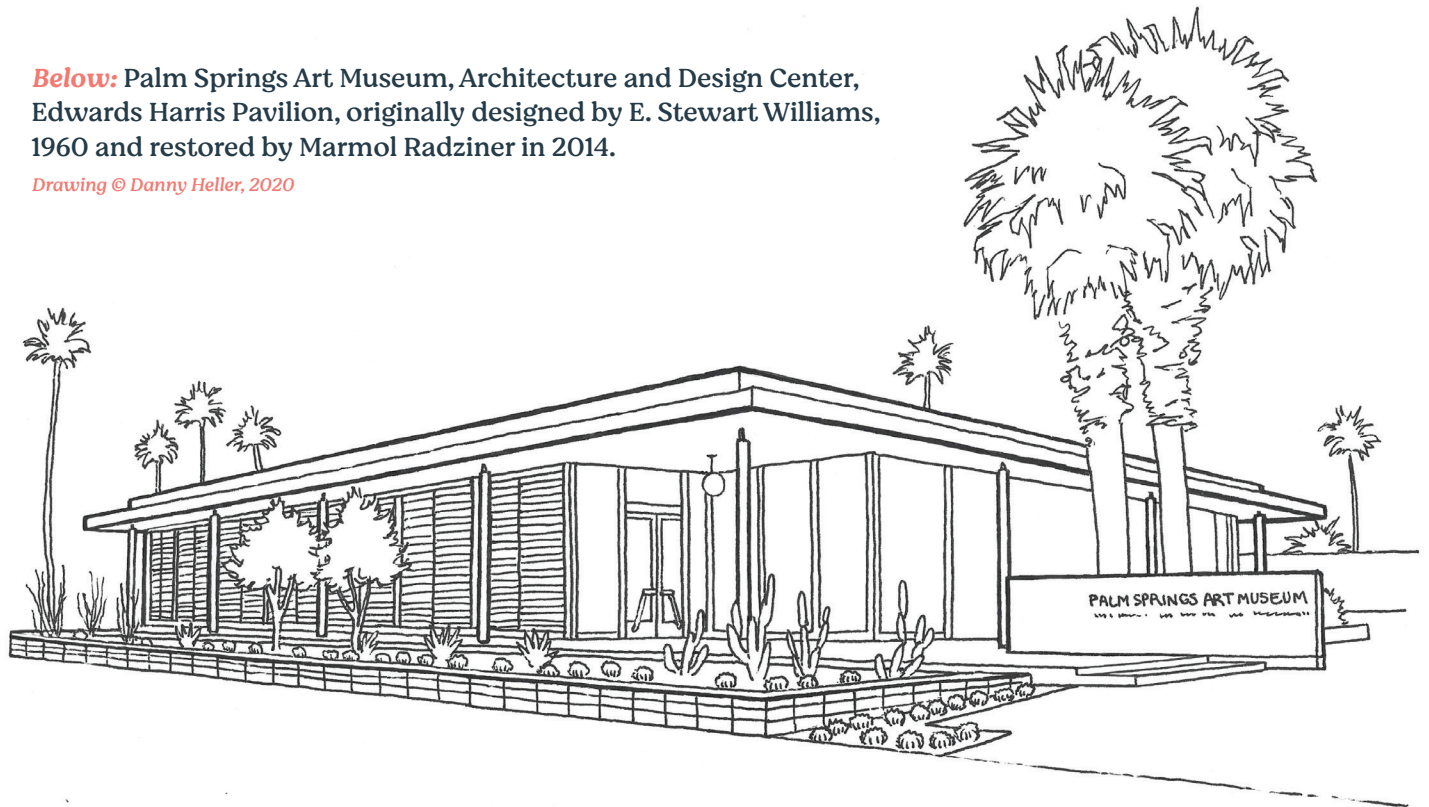 Below: Palm Springs Art Museum, Architecture and Design Center,
Edwards Harris Pavilion, originally designed by E. Stewart Williams,
1960 and restored by Marmol Radziner in 2014.
Drawing © Danny Heller, 2020
PALM SPRINGS ART MUSEUM